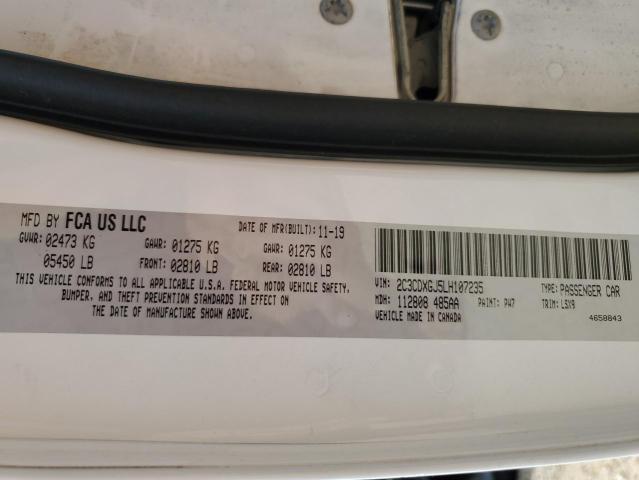 MFD BY FCA US LLC DATE OF MFR(BUILT):11-19
GVWR: 02473 KG GAWR: 01275 KG GAWR: 01275 KG
05450 LB FRONT: 02810 LB REAR: 02810 LB
THIS VEHICLE CONFORMS TO ALL APPLICABLE U.S.A. FEDERAL MOTOR VEHICLE SAFETY,
BUMPER, AND THEFT PREVENTION STANDARDS IN EFFECT ON
THE DATE OF MANUFACTURE SHOWN ABOVE.
VIN: 2C3CDXGJ5LH107235 TYPE: PASSENGER CAR
MDH: 112808 485AA PAINT: PW7 TRIM: LSX9
VEHICLE MADE IN CANADA 4658843